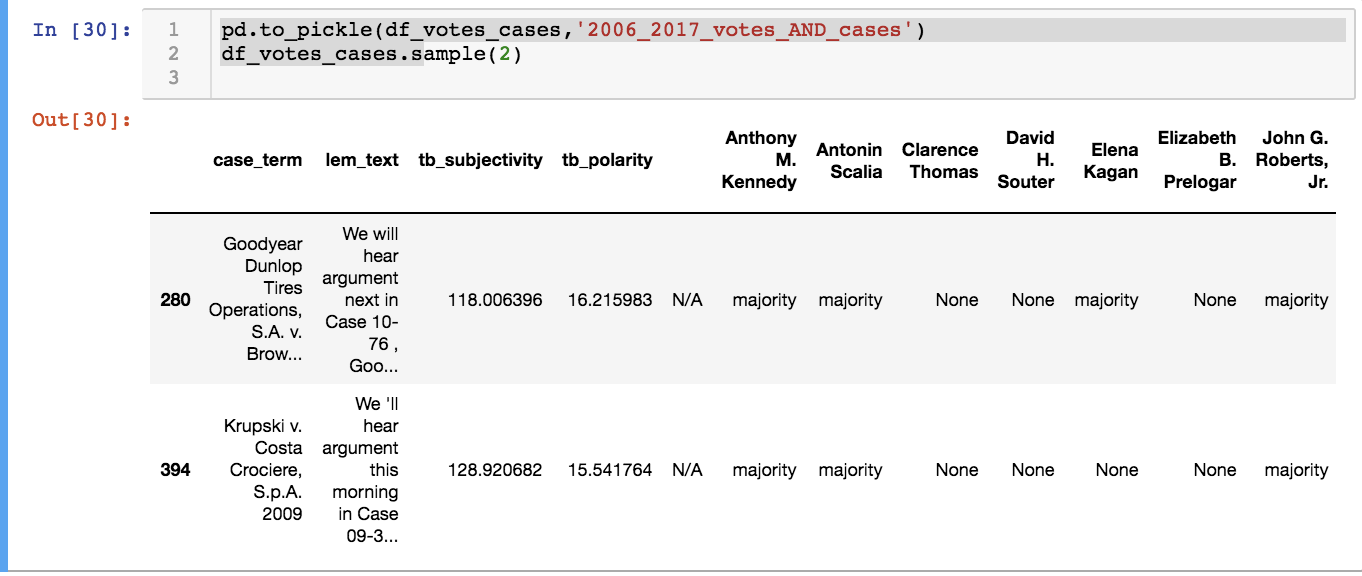 In [30]:
1 pd.to_pickle(df_votes_cases,'2006_2017_votes_AND_cases')
2 df_votes_cases.sample(2)
3
Out[30]:
case_term lem_text tb_subjectivity tb_polarity Anthony M. Kennedy Antonin Scalia Clarence Thomas David H. Souter Elena Kagan Elizabeth B. Prelogar John G. Roberts, Jr.
280 Goodyear Dunlop Tires Operations, S.A. v. Brow... We will hear argument next in Case 10-76 , Goo... 118.006396 16.215983 N/A majority majority None None majority None majority
394 Krupski v. Costa Crociere, S.p.A. 2009 We 'll hear argument this morning in Case 09-3... 128.920682 15.541764 N/A majority majority None None None None majority